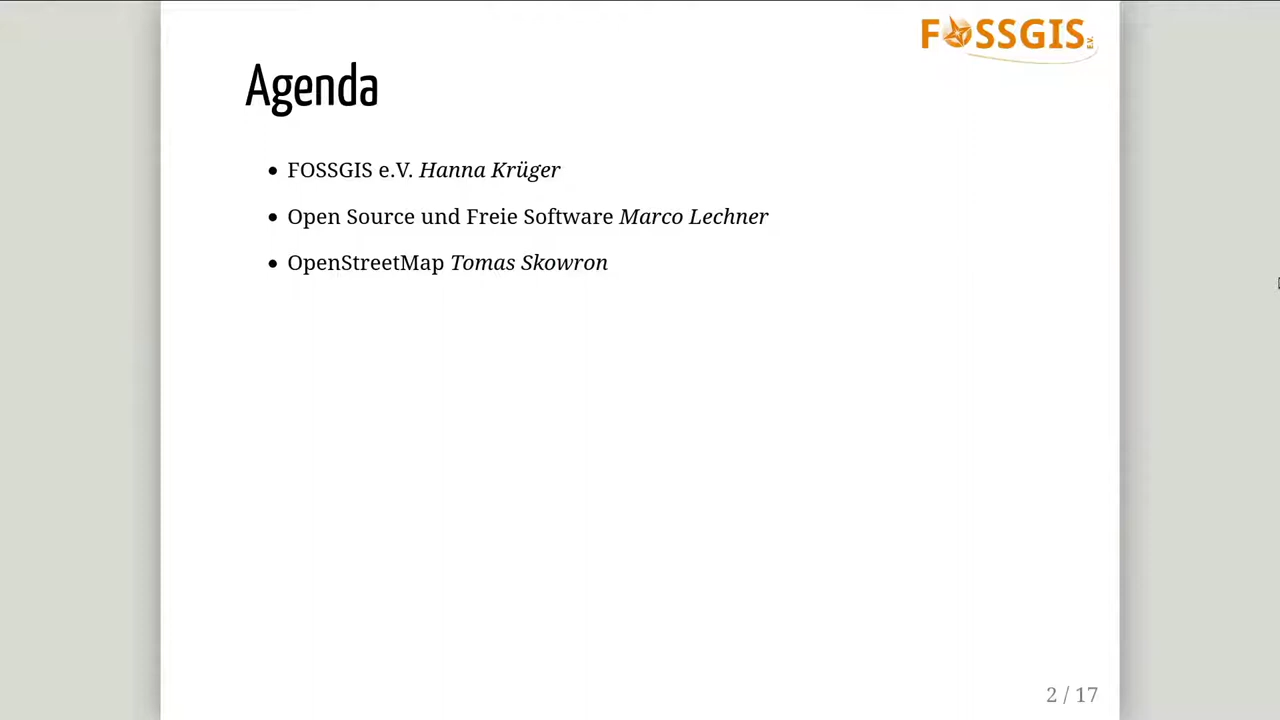 FOSSGIS e.V.
Agenda
• FOSSGIS e.V. Hanna Krüger
• Open Source und Freie Software Marco Lechner
• OpenStreetMap Tomas Skowron
2 / 17